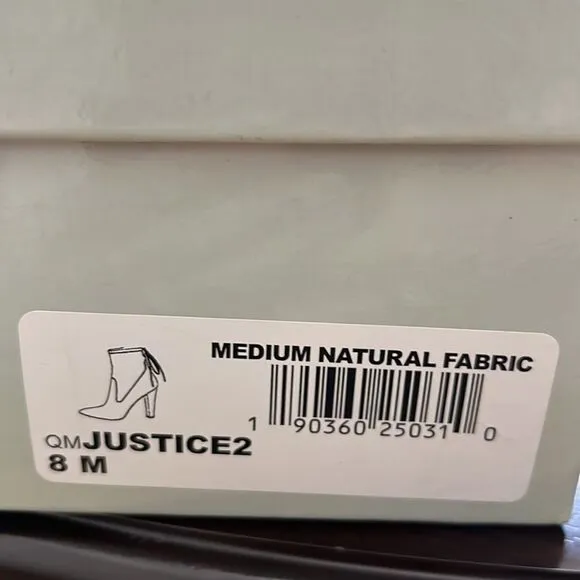 MEDIUM NATURAL FABRIC
1 90360 25031 0
QMJUSTICE2
8 M